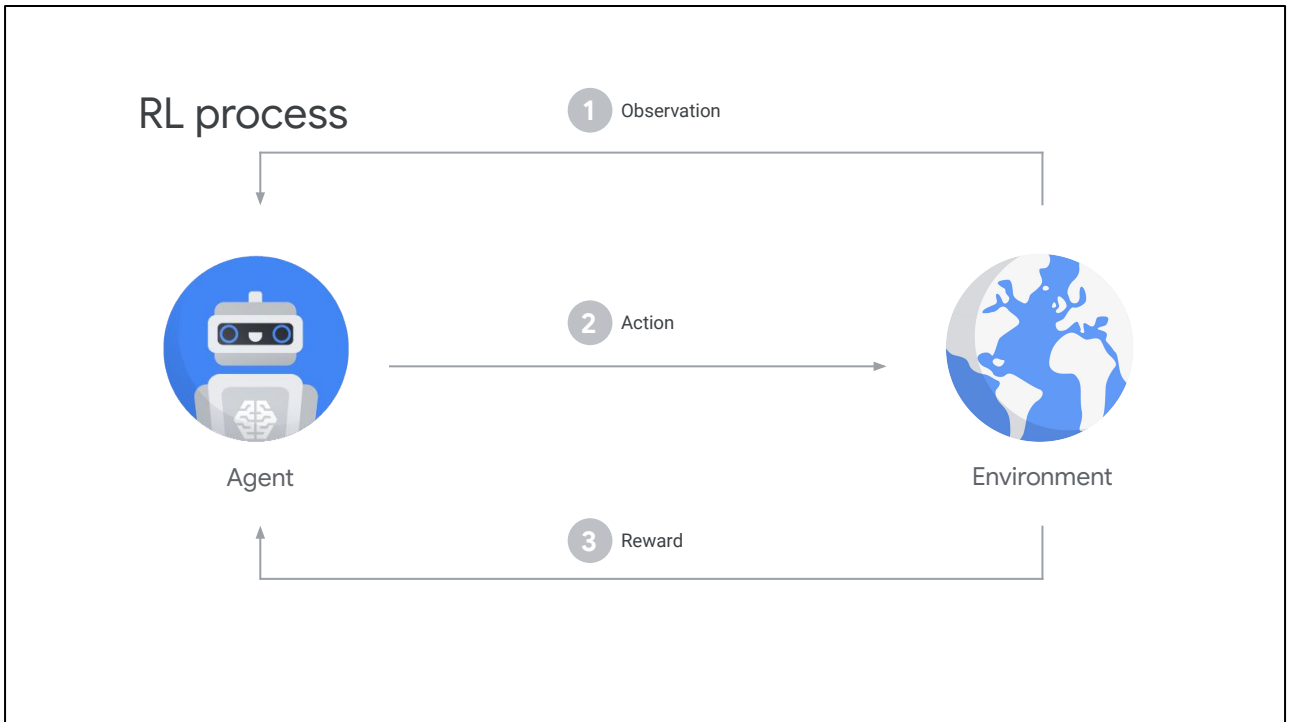 RL process
1 Observation
2 Action
Agent
Environment
3 Reward